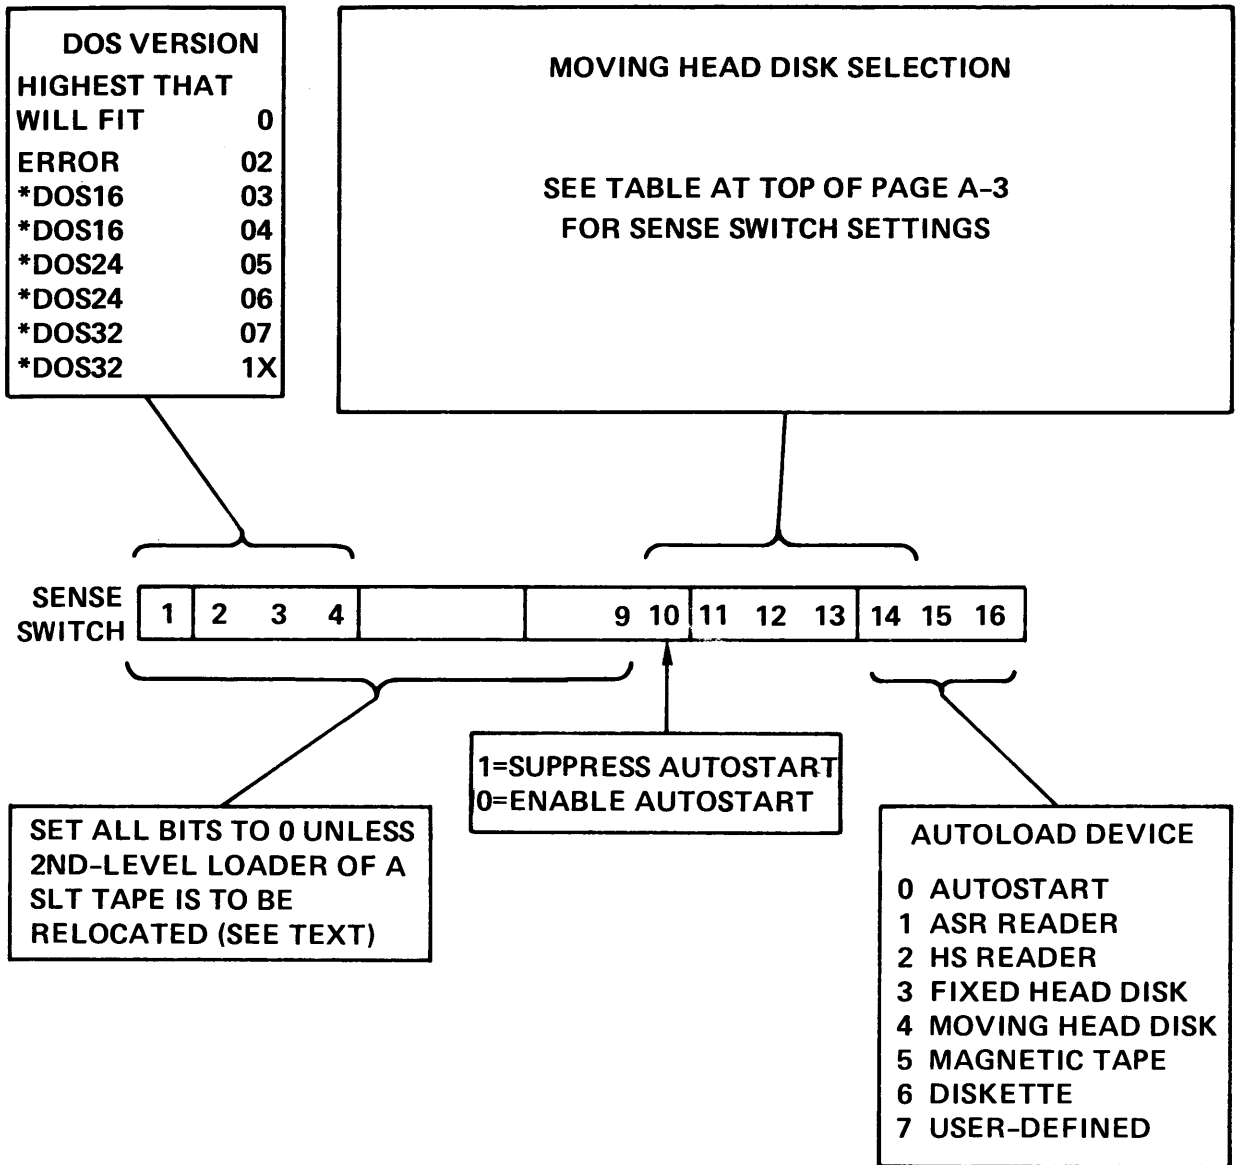 DOS VERSION
HIGHEST THAT
WILL FIT 0
ERROR 02
*DOS16 03
*DOS16 04
*DOS24 05
*DOS24 06
*DOS32 07
*DOS32 1X
MOVING HEAD DISK SELECTION
SEE TABLE AT TOP OF PAGE A-3
FOR SENSE SWITCH SETTINGS
SENSE
SWITCH
1 2 3 4 9 10 11 12 13 14 15 16
1=SUPPRESS AUTOSTART
0=ENABLE AUTOSTART
SET ALL BITS TO 0 UNLESS
2ND-LEVEL LOADER OF A
SLT TAPE IS TO BE
RELOCATED (SEE TEXT)
AUTOLOAD DEVICE
0 AUTOSTART
1 ASR READER
2 HS READER
3 FIXED HEAD DISK
4 MOVING HEAD DISK
5 MAGNETIC TAPE
6 DISKETTE
7 USER-DEFINED